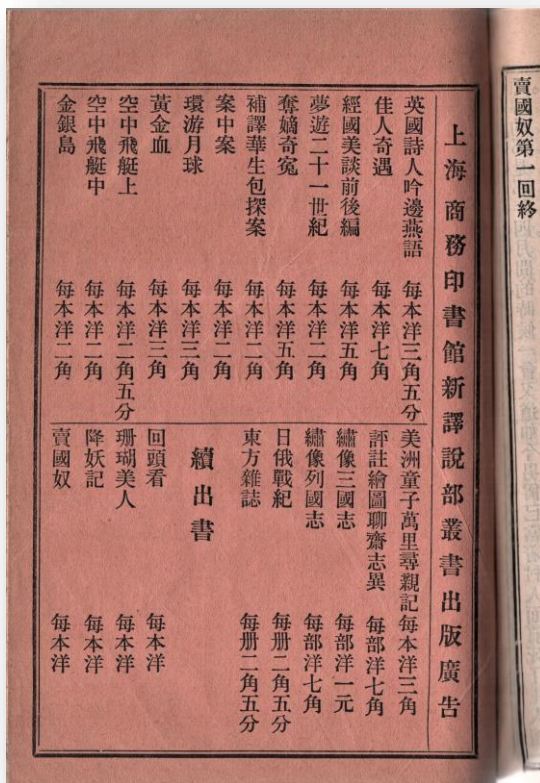 賣國奴第一回終
上海商務印書館新譯說部叢書出版廣告
英國詩人吟邊燕語 每本洋三角五分
佳人奇遇 每本洋七角
經國美談前後編 每本洋五角
夢遊二十一世紀 每本洋二角
奪嫡奇冤 每本洋五角
補譯華生包探案 每本洋二角
案中案 每本洋二角
環游月球 每本洋三角
黃金血 每本洋三角
空中飛艇上 每本洋二角五分
空中飛艇中 每本洋二角
金銀島 每本洋二角
美洲童子萬里尋親記 每本洋三角
評註繪圖聊齋志異 每部洋七角
繡像三國志 每部洋一元
繡像列國志 每部洋七角
日俄戰紀 每册二角五分
東方雜誌 每册二角五分
續出書
回頭看 每本洋
珊瑚美人 每本洋
降妖記 每本洋
賣國奴 每本洋